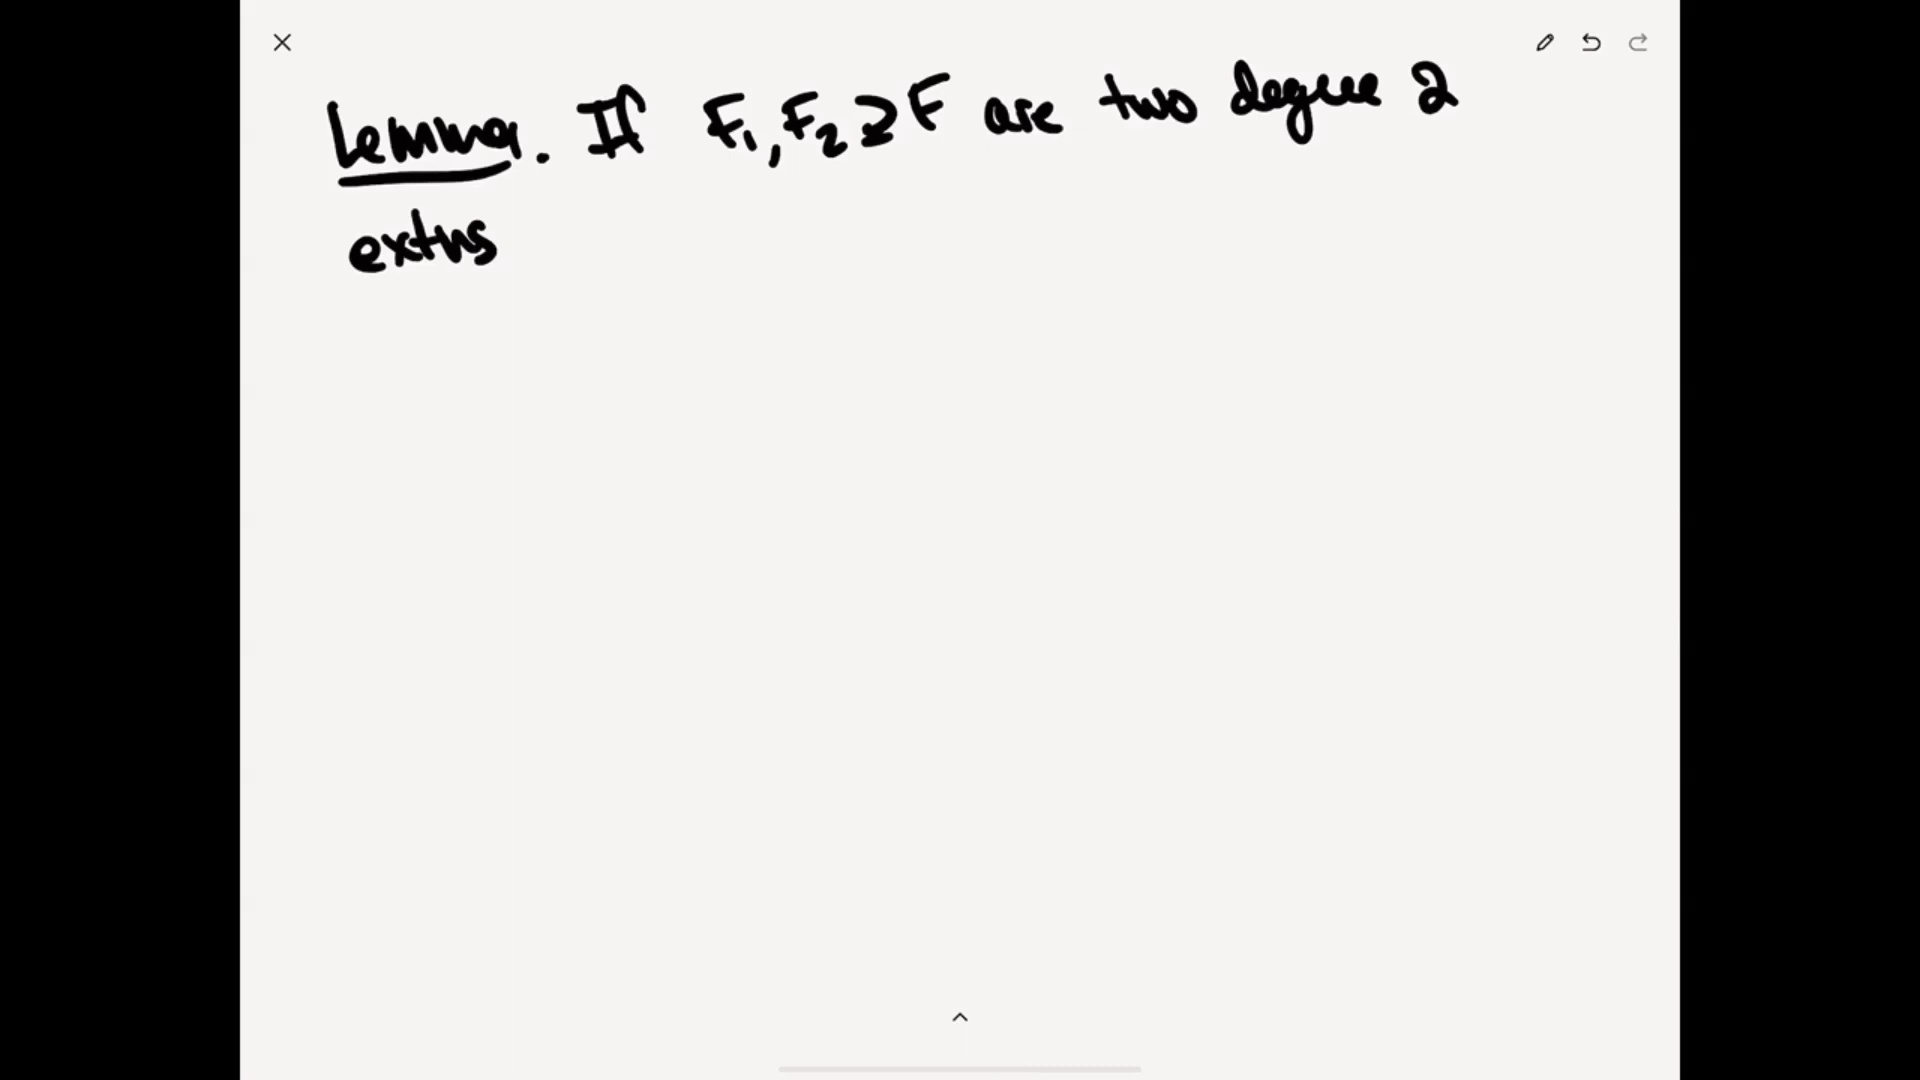 Lemma. If F₁, F₂ ⊇ F are two degree 2
extns